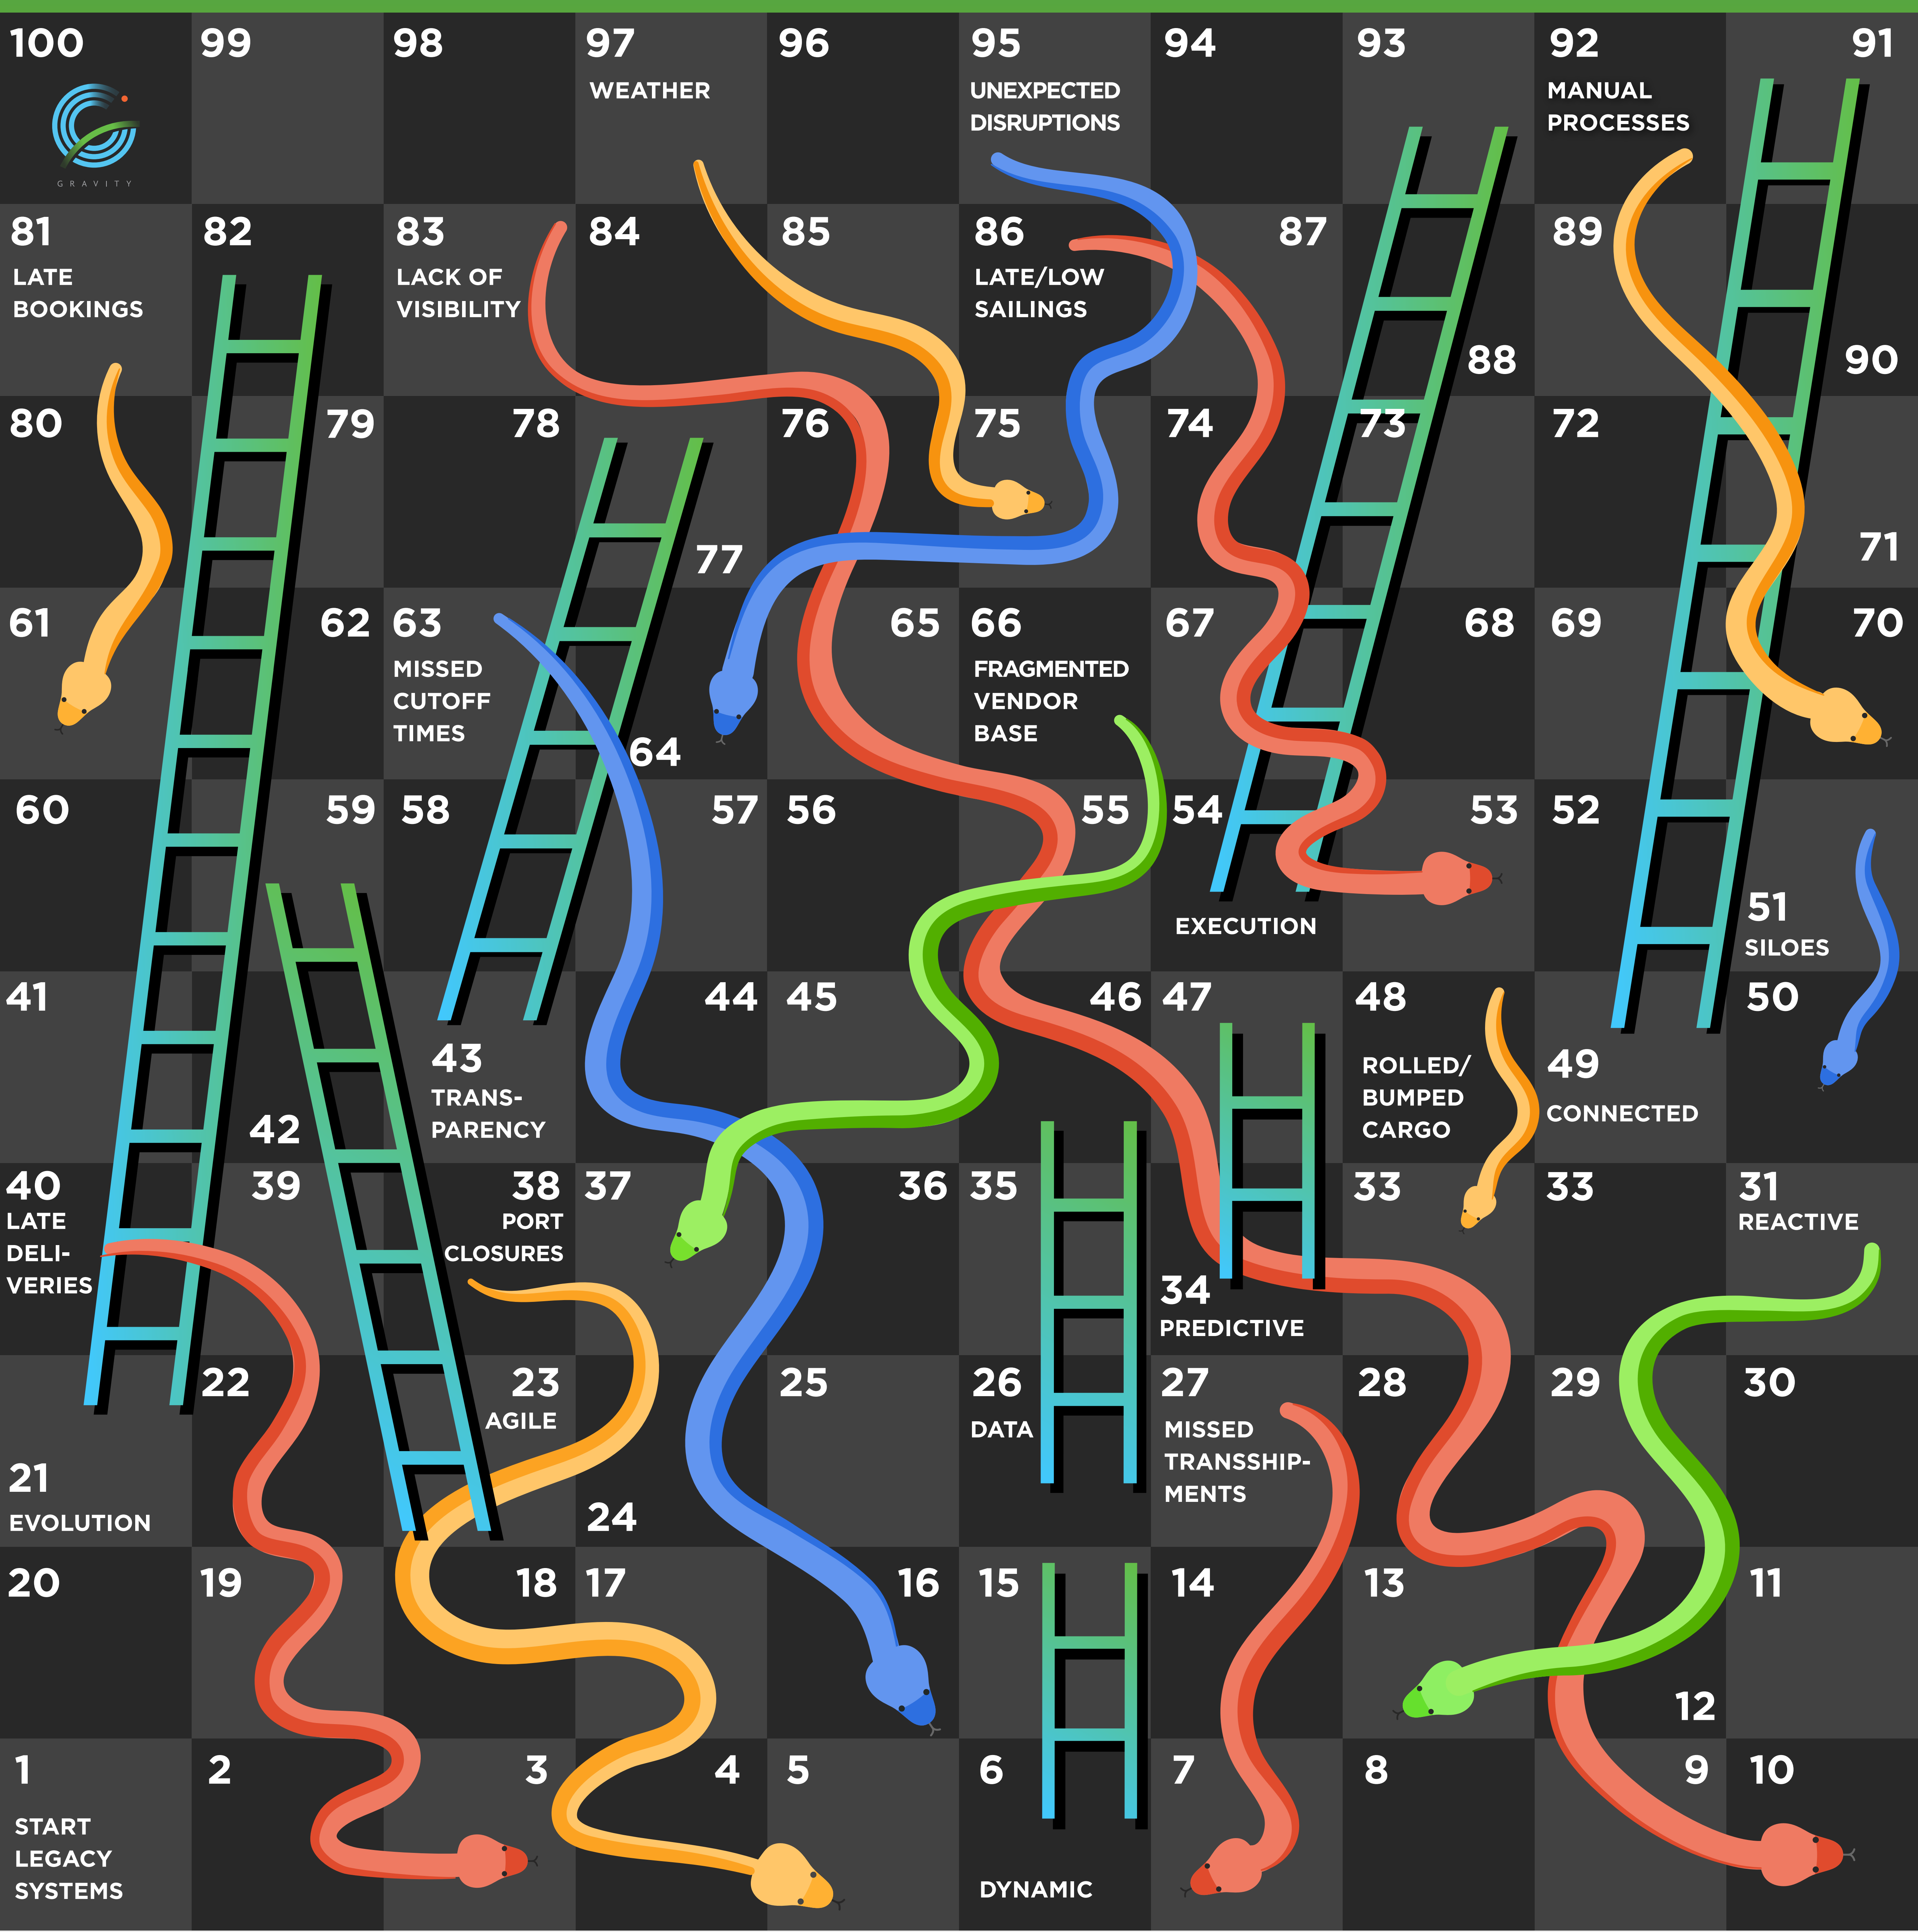 100
99
98
97
96
95
94
93
92
91
WEATHER
UNEXPECTED
DISRUPTIONS
MANUAL
PROCESSES
GRAVITY
81
82
83
84
85
86
87
89
LATE
BOOKINGS
LACK OF
VISIBILITY
LATE/LOW
SAILINGS
88
90
80
79
78
76
75
74
73
72
77
71
61
62
63
65
66
67
68
69
70
MISSED
CUTOFF
TIMES
FRAGMENTED
VENDOR
BASE
64
60
59
58
57
56
55
54
53
52
51
SILOES
EXECUTION
41
44
45
46
47
48
50
43
TRANS-
PARENCY
ROLLED/
BUMPED
CARGO
49
CONNECTED
42
40
LATE
DELI-
VERIES
39
38
PORT
CLOSURES
37
36
35
33
33
31
REACTIVE
34
PREDICTIVE
22
23
AGILE
25
26
DATA
27
MISSED
TRANSSHIP-
MENTS
28
29
30
21
EVOLUTION
24
20
19
18
17
16
15
14
13
11
12
1
START
LEGACY
SYSTEMS
2
3
4
5
6
DYNAMIC
7
8
9
10